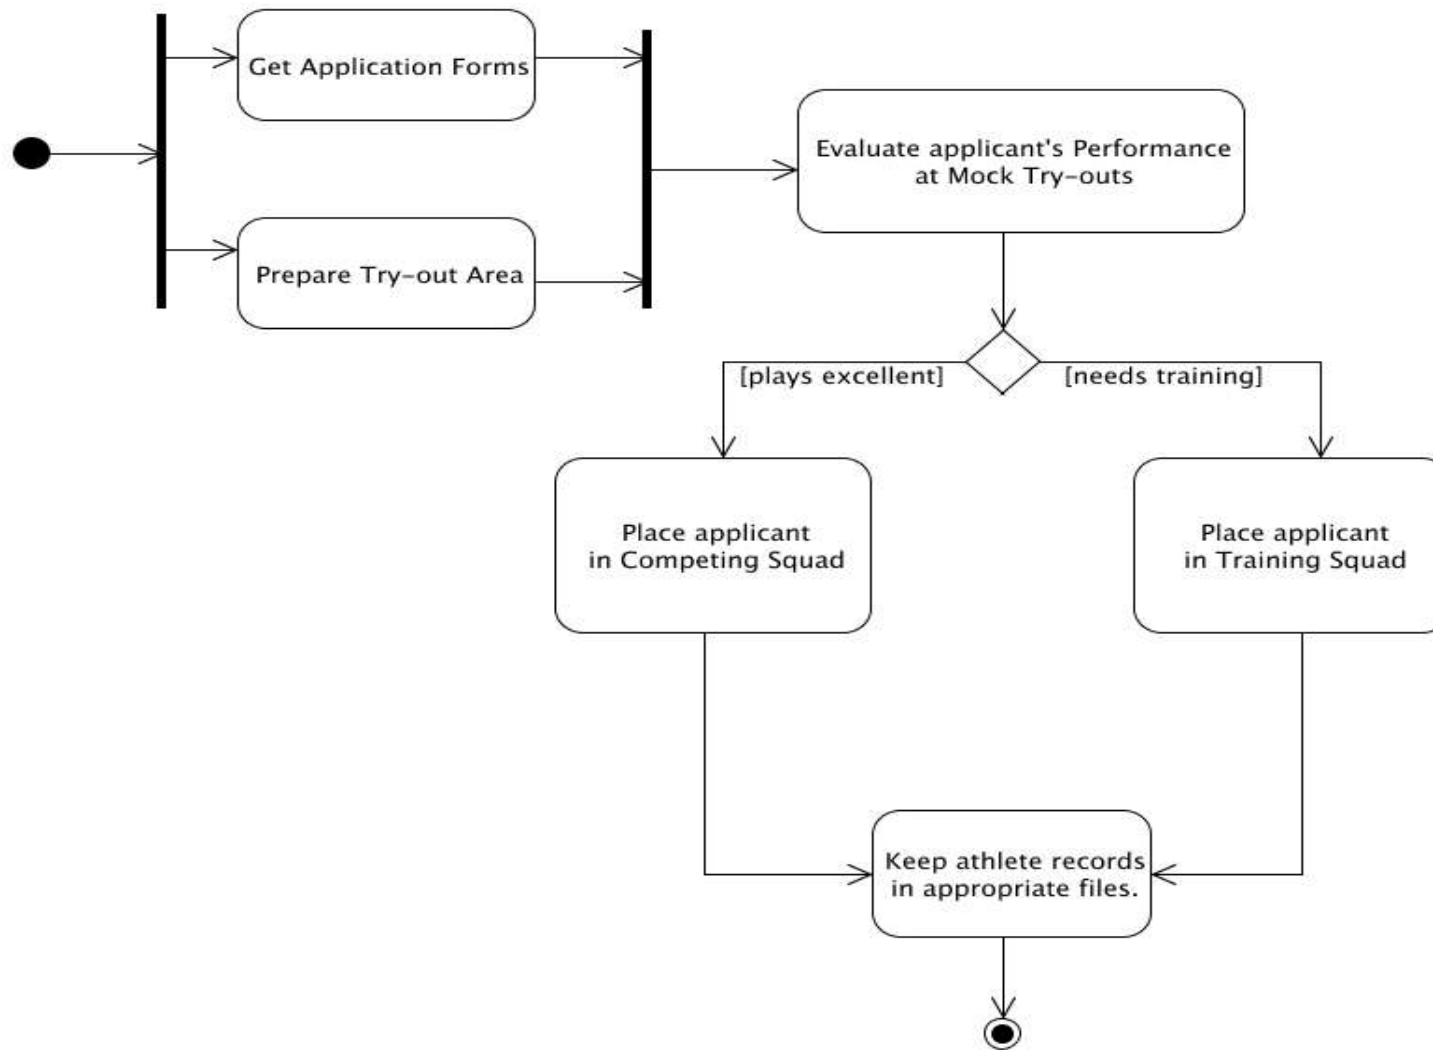 Get Application Forms
Prepare Try-out Area
Evaluate applicant's Performance
at Mock Try-outs
[plays excellent]
[needs training]
Place applicant
in Competing Squad
Place applicant
in Training Squad
Keep athlete records
in appropriate files.